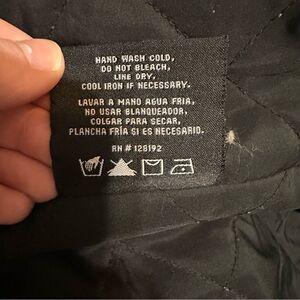 HAND WASH COLD,
DO NOT BLEACH,
LINE DRY,
COOL IRON IF NECESSARY.
LAVAR A MANO AGUA FRIA,
NO USAR BLANQUEADOR,
COLGAR PARA SECAR,
PLANCHA FRÍA SI ES NECESARIO.
RN # 128192